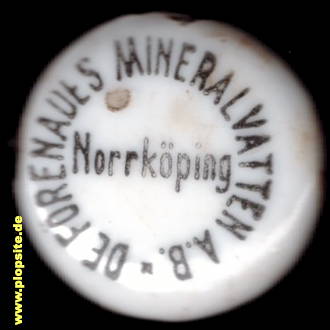 DE FÖRENADES MINERALVATTEN A.B.
Norrköping
www.plopsite.de